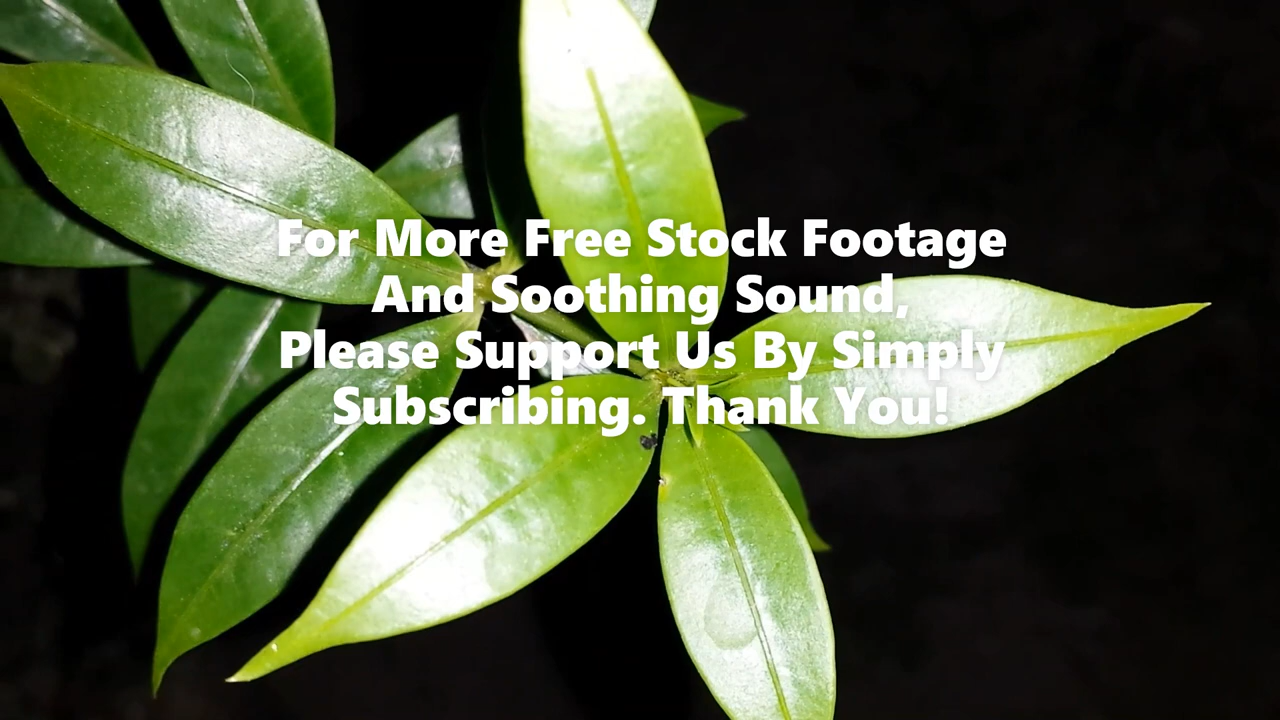 For More Free Stock Footage
And Soothing Sound,
Please Support Us By Simply
Subscribing. Thank You!